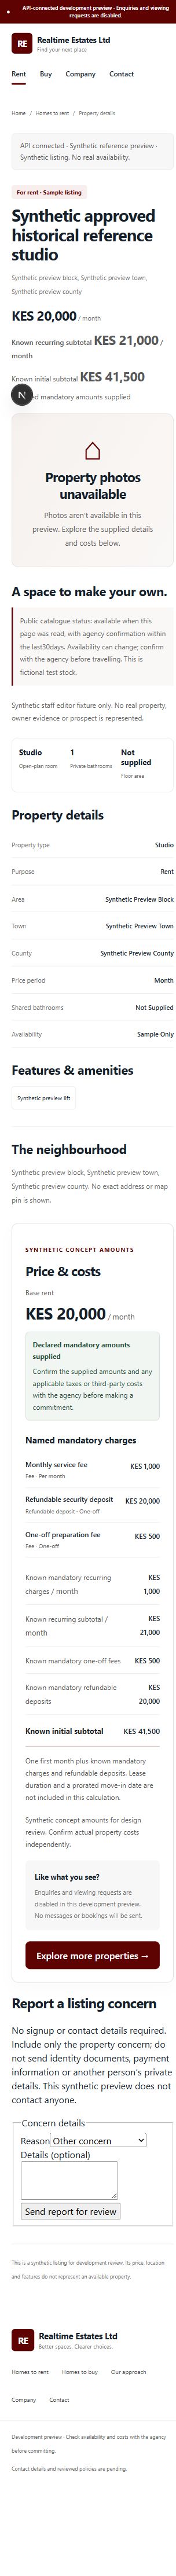 API-connected development preview · Enquiries and viewing
requests are disabled.
RE
Realtime Estates Ltd
Find your next place
Rent Buy Company Contact
Home / Homes to rent / Property details
API connected · Synthetic reference preview ·
Synthetic listing. No real availability.
For rent · Sample listing
Synthetic approved
historical reference
studio
Synthetic preview block, Synthetic preview town,
Synthetic preview county
KES 20,000 / month
Known recurring subtotal KES 21,000 /
month
Known initial subtotal KES 41,500
N
mandatory amounts supplied
Property photos
unavailable
Photos aren't available in this
preview. Explore the supplied details
and costs below.
A space to make your own.
Public catalogue status: available when this
page was read, with agency confirmation within
the last30days. Availability can change; confirm
with the agency before travelling. This is
fictional test stock.
Synthetic staff editor fixture only. No real property,
owner evidence or prospect is represented.
Studio 1 Not
supplied
Open-plan room Private bathrooms Floor area
Property details
Property type Studio
Purpose Rent
Area Synthetic Preview Block
Town Synthetic Preview Town
County Synthetic Preview County
Price period Month
Shared bathrooms Not Supplied
Availability Sample Only
Features & amenities
Synthetic preview lift
The neighbourhood
Synthetic preview block, Synthetic preview town,
Synthetic preview county. No exact address or map
pin is shown.
SYNTHETIC CONCEPT AMOUNTS
Price & costs
Base rent
KES 20,000 / month
Declared mandatory amounts
supplied
Confirm the supplied amounts and any
applicable taxes or third-party costs
with the agency before making a
commitment.
Named mandatory charges
Monthly service fee KES 1,000
Fee · Per month
Refundable security deposit KES 20,000
Refundable deposit · One-off
One-off preparation fee KES 500
Fee · One-off
Known mandatory recurring KES
charges / month 1,000
Known recurring subtotal / KES
month 21,000
Known mandatory one-off fees KES 500
Known mandatory refundable KES
deposits 20,000
Known initial subtotal KES 41,500
One first month plus known mandatory
charges and refundable deposits. Lease
duration and a prorated move-in date are
not included in this calculation.
Synthetic concept amounts for design
review. Confirm actual property costs
independently.
Like what you see?
Enquiries and viewing requests are
disabled in this development preview.
No messages or bookings will be sent.
Explore more properties →
Report a listing concern
No signup or contact details required.
Include only the property concern; do
not send identity documents, payment
information or another person's private
details. This synthetic preview does not
contact anyone.
Concern details
Reason Other concern
Details (optional)
Send report for review
This is a synthetic listing for development review. Its price, location
and features do not represent an available property.
RE
Realtime Estates Ltd
Better spaces. Clearer choices.
Homes to rent Homes to buy Our approach
Company Contact
Development preview · Check availability and costs with the agency
before committing.
Contact details and reviewed policies are pending.